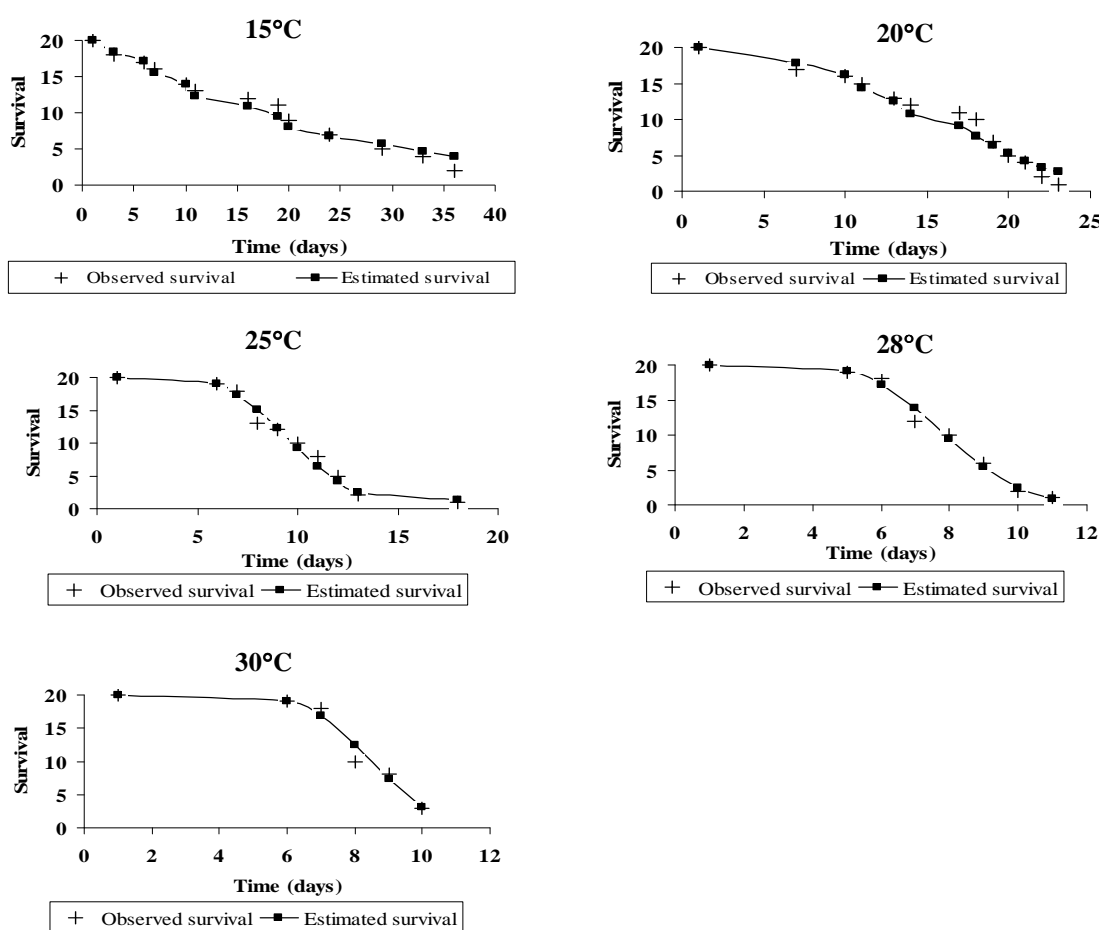 15°C
20
15
10
5
0
Survival
0 5 10 15 20 25 30 35 40
Time (days)
Observed survival Estimated survival
20°C
20
15
10
5
0
Survival
0 5 10 15 20 25
Time (days)
Observed survival Estimated survival
25°C
20
15
10
5
0
Survival
0 5 10 15 20
Time (days)
Observed survival Estimated survival
28°C
20
15
10
5
0
Survival
0 2 4 6 8 10 12
Time (days)
Observed survival Estimated survival
30°C
20
15
10
5
0
Survival
0 2 4 6 8 10 12
Time (days)
Observed survival Estimated survival